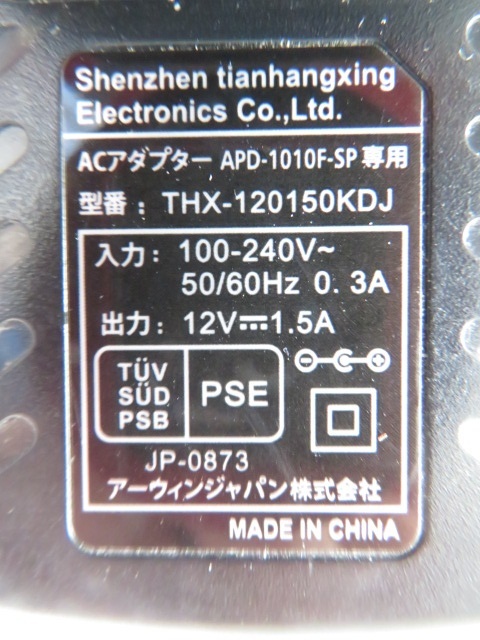 Shenzhen tianhangxing
Electronics Co.,Ltd.
ACアダプター APD-1010F-SP 専用
型番：THX-120150KDJ
入力：100-240V~
50/60Hz 0.3A
出力：12V⎓1.5A
TÜV
SÜD
PSB
PSE
JP-0873
アーウィンジャパン株式会社
MADE IN CHINA